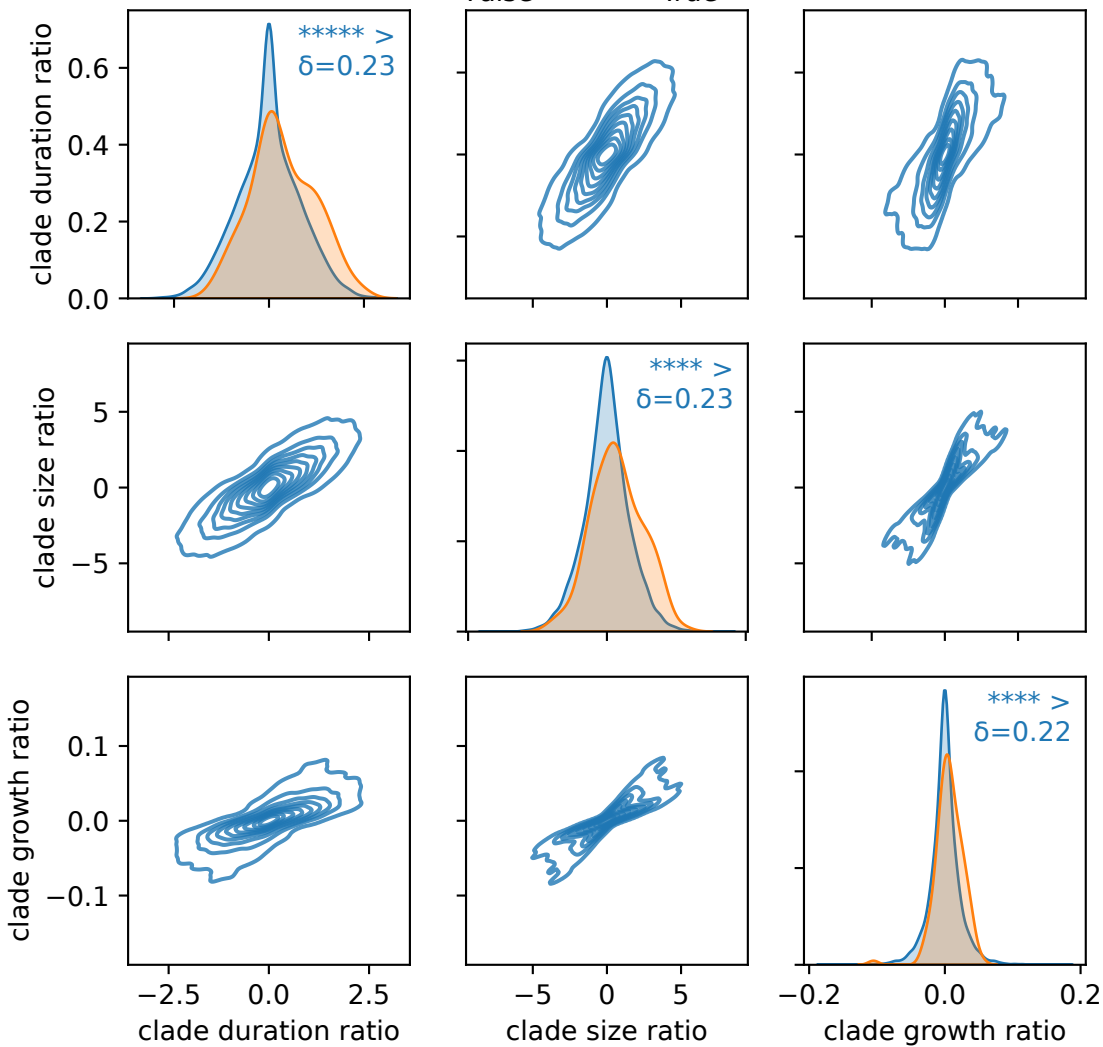 clade duration ratio
0.6
0.4
0.2
0.0
***** >
δ=0.23
clade size ratio
5
0
−5
**** >
δ=0.23
clade growth ratio
0.1
0.0
−0.1
**** >
δ=0.22
−2.5 0.0 2.5
clade duration ratio
−5 0 5
clade size ratio
−0.2 0.0 0.2
clade growth ratio